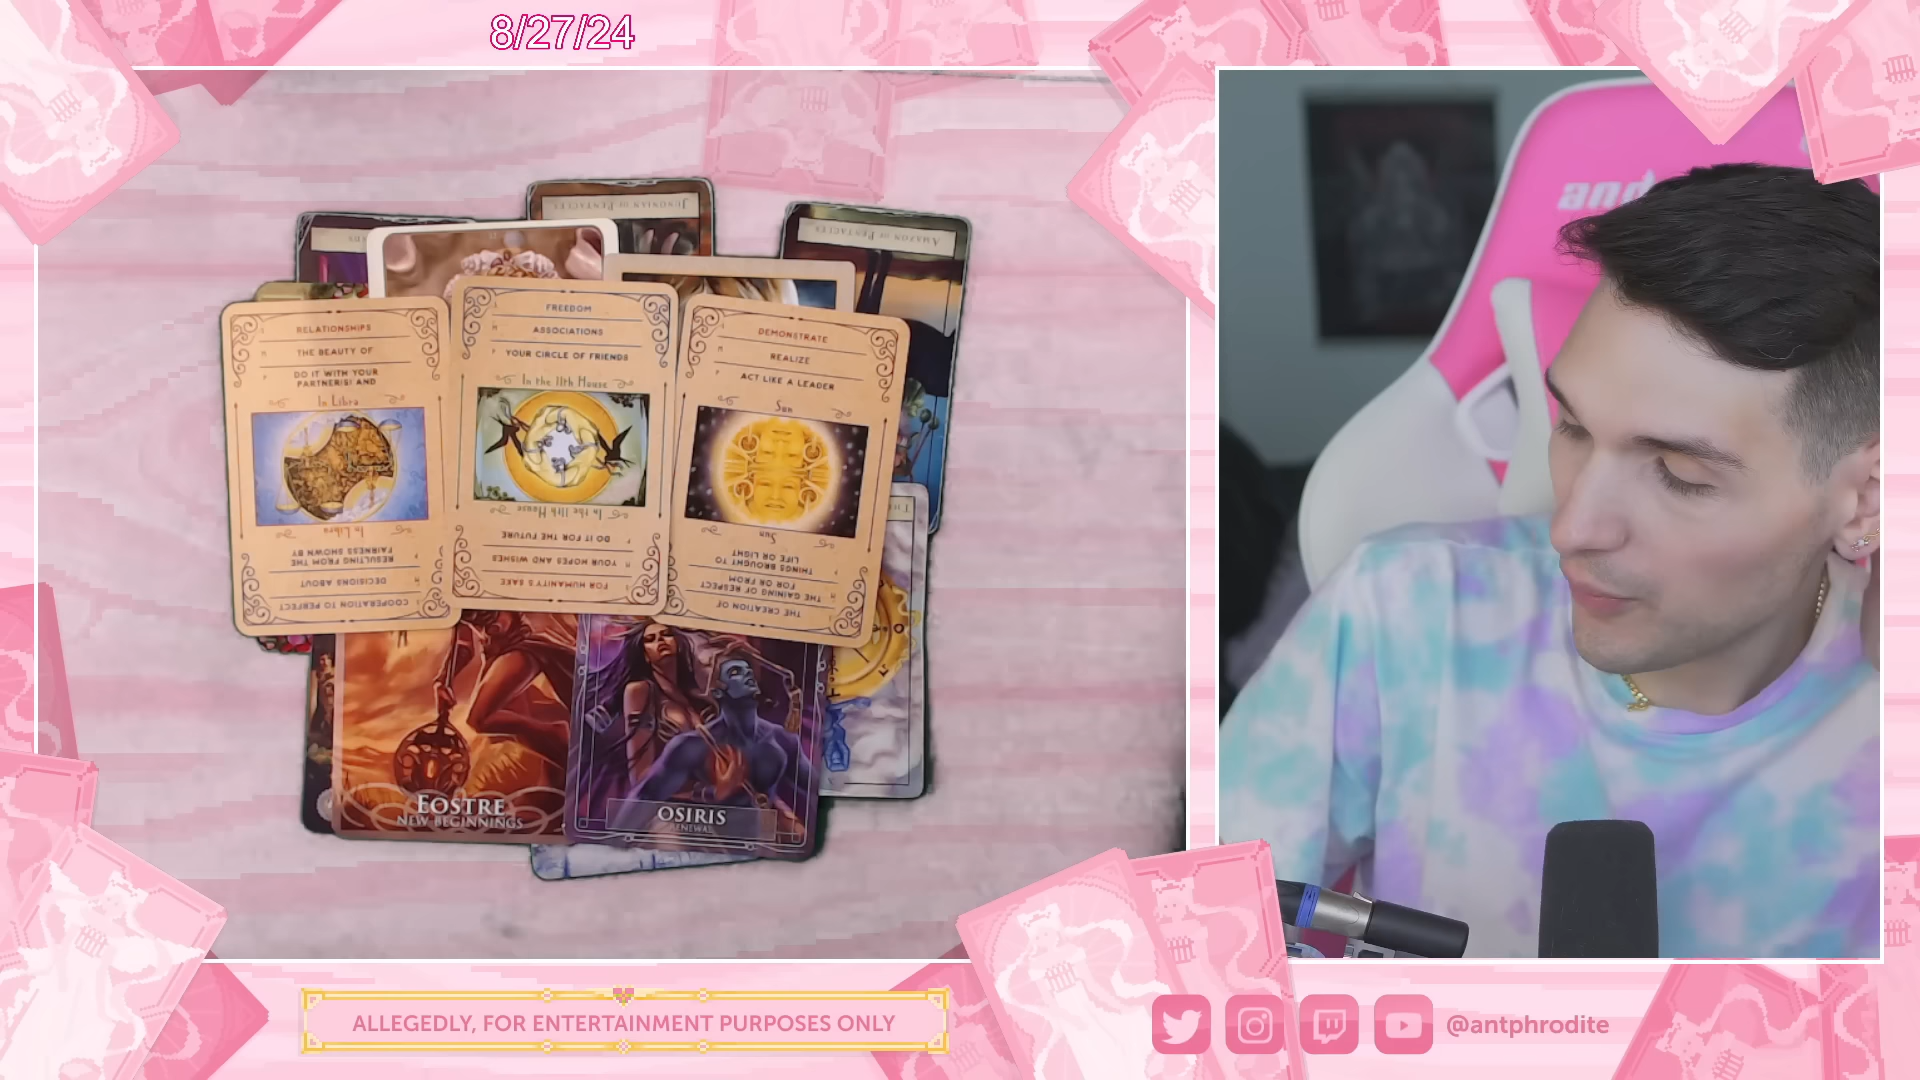 8/27/24
JUNONIAN OF PENTACLES
AMAZON OF PENTACLES
RELATIONSHIPS
THE BEAUTY OF
DO IT WITH YOUR
PARTNER(S) AND
In Libra
In Libra
RESULTING FROM THE
FAIRNESS SHOWN BY
DECISIONS ABOUT
COOPERATION TO PERFECT
FREEDOM
ASSOCIATIONS
YOUR CIRCLE OF FRIENDS
In the 11th House
In the 11th House
DO IT FOR THE FUTURE
YOUR HOPES AND WISHES
FOR HUMANITY'S SAKE
DEMONSTRATE
REALIZE
ACT LIKE A LEADER
Sun
Sun
THINGS BROUGHT TO
LIFE OR LIGHT
THE GAINING OF RESPECT
FOR OR FROM
THE CREATION OF
EOSTRE
NEW BEGINNINGS
OSIRIS
RENEWAL
and
ALLEGEDLY, FOR ENTERTAINMENT PURPOSES ONLY
@antphrodite